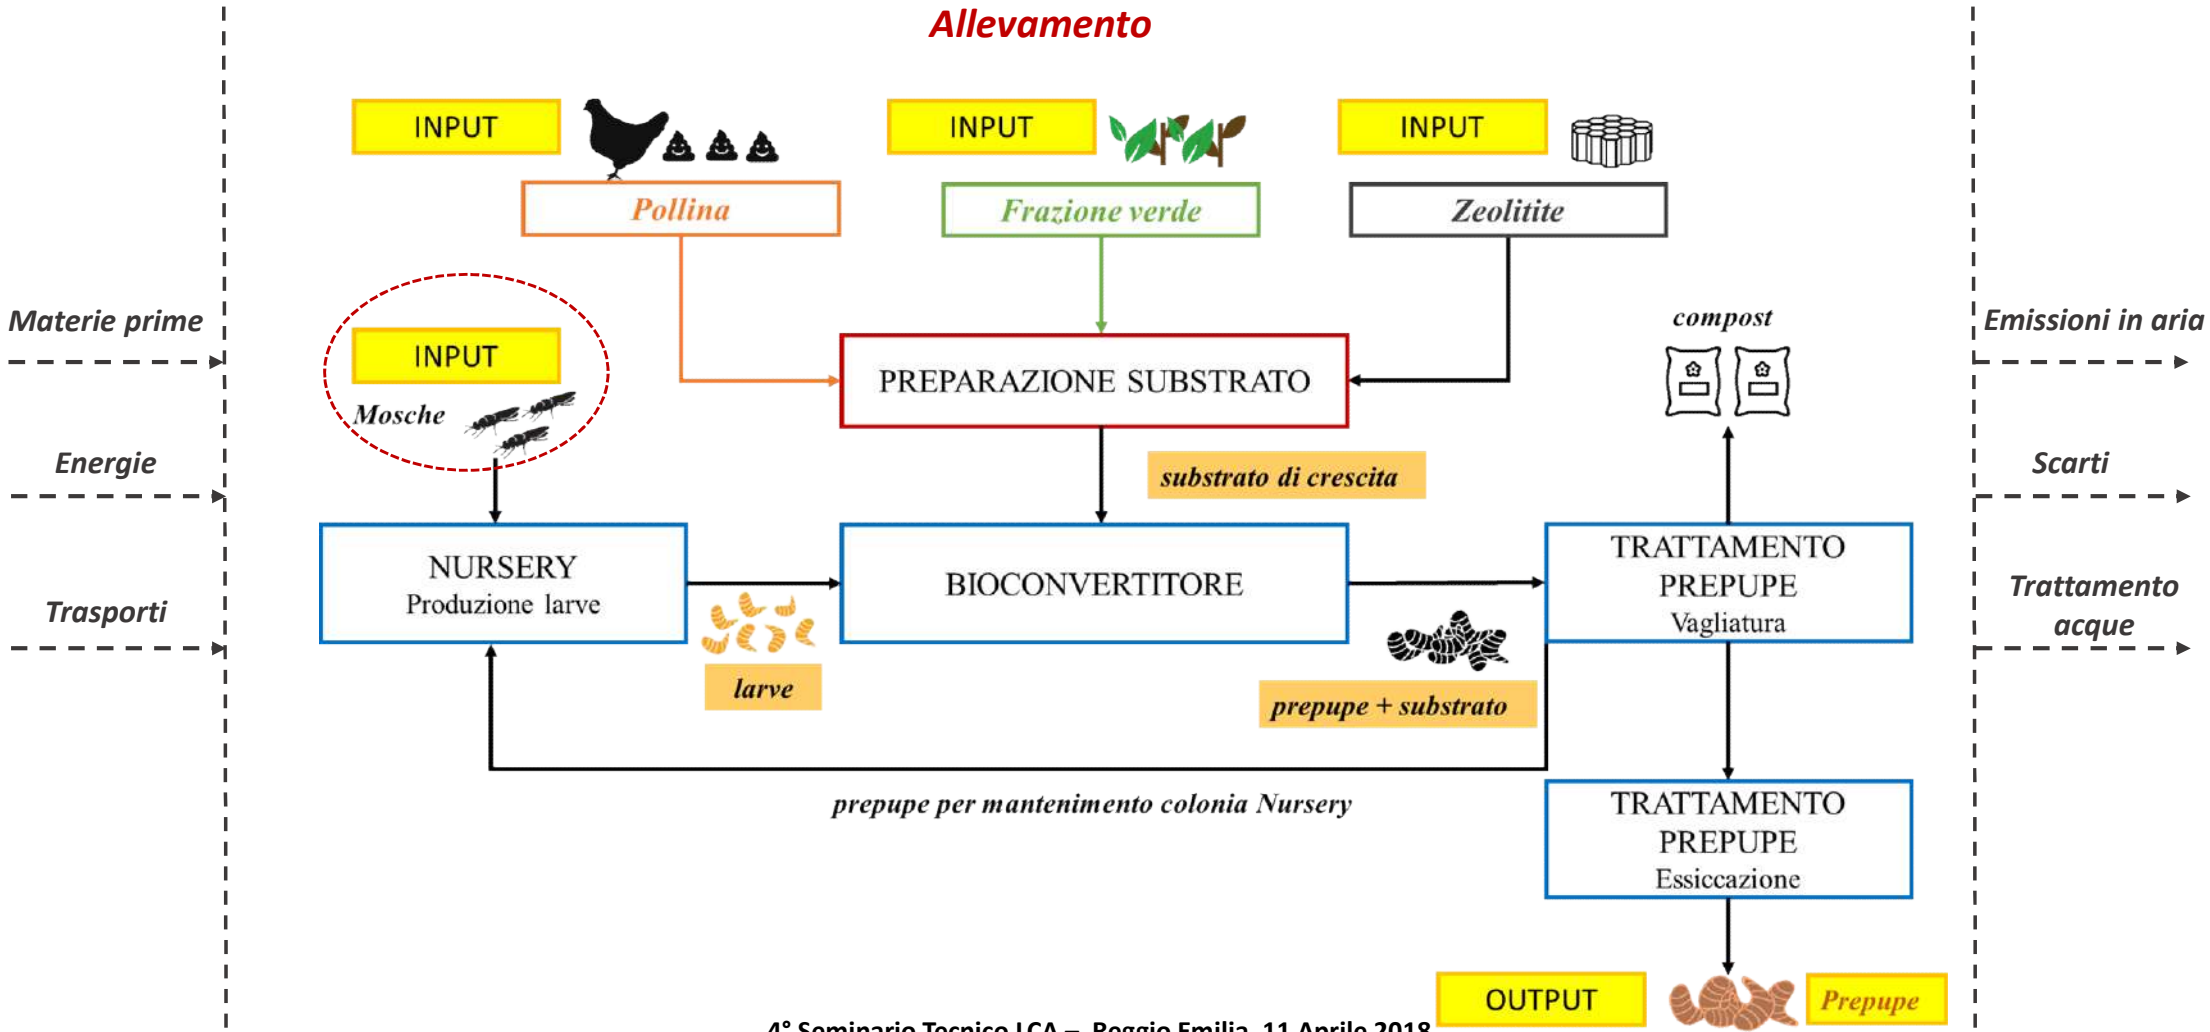 Allevamento
INPUT
INPUT
INPUT
Pollina
Frazione verde
Zeolitite
Materie prime
Energie
Trasporti
INPUT
Mosche
PREPARAZIONE SUBSTRATO
compost
Emissioni in aria
Scarti
Trattamento
acque
substrato di crescita
NURSERY
Produzione larve
BIOCONVERTITORE
TRATTAMENTO
PREPUPE
Vagliatura
larve
prepupe + substrato
prepupe per mantenimento colonia Nursery
TRATTAMENTO
PREPUPE
Essiccazione
OUTPUT
Prepupe
4° Seminario Tecnico LCA – Reggio Emilia, 11 Aprile 2018